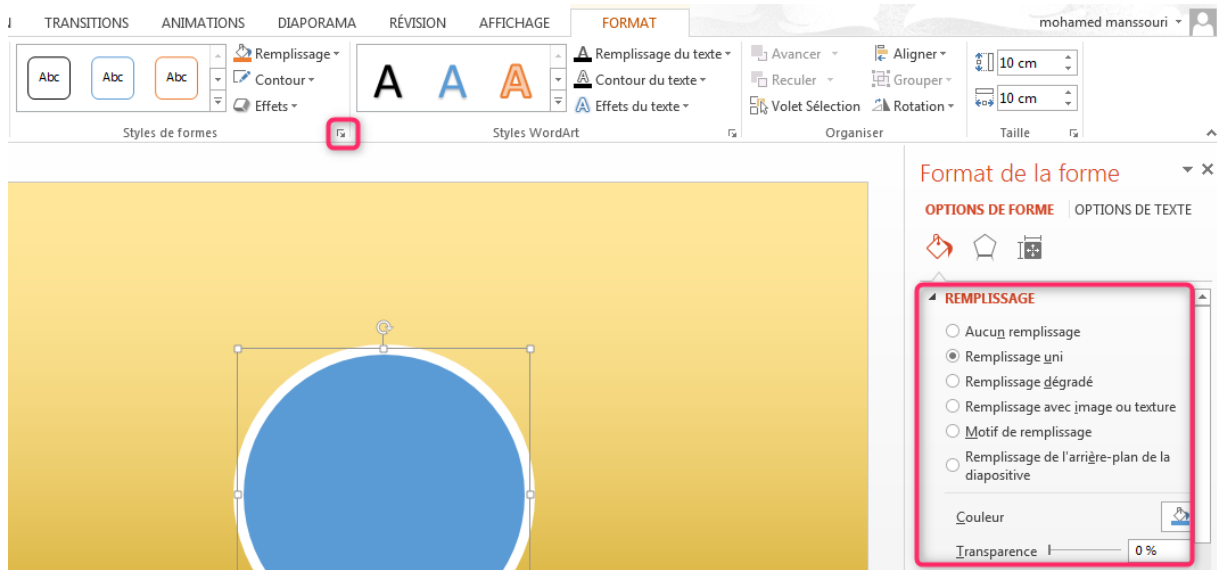 TRANSITIONS ANIMATIONS DIAPORAMA RÉVISION AFFICHAGE FORMAT mohamed manssouri
Abc Abc Abc
Remplissage
Contour
Effets
Styles de formes
A A A
Remplissage du texte
Contour du texte
Effets du texte
Styles WordArt
Avancer
Reculer
Volet Sélection
Aligner
Grouper
Rotation
Organiser
10 cm
10 cm
Taille
Format de la forme
OPTIONS DE FORME OPTIONS DE TEXTE
REMPLISSAGE
Aucun remplissage
Remplissage uni
Remplissage dégradé
Remplissage avec image ou texture
Motif de remplissage
Remplissage de l'arrière-plan de la
diapositive
Couleur
Transparence 0 %